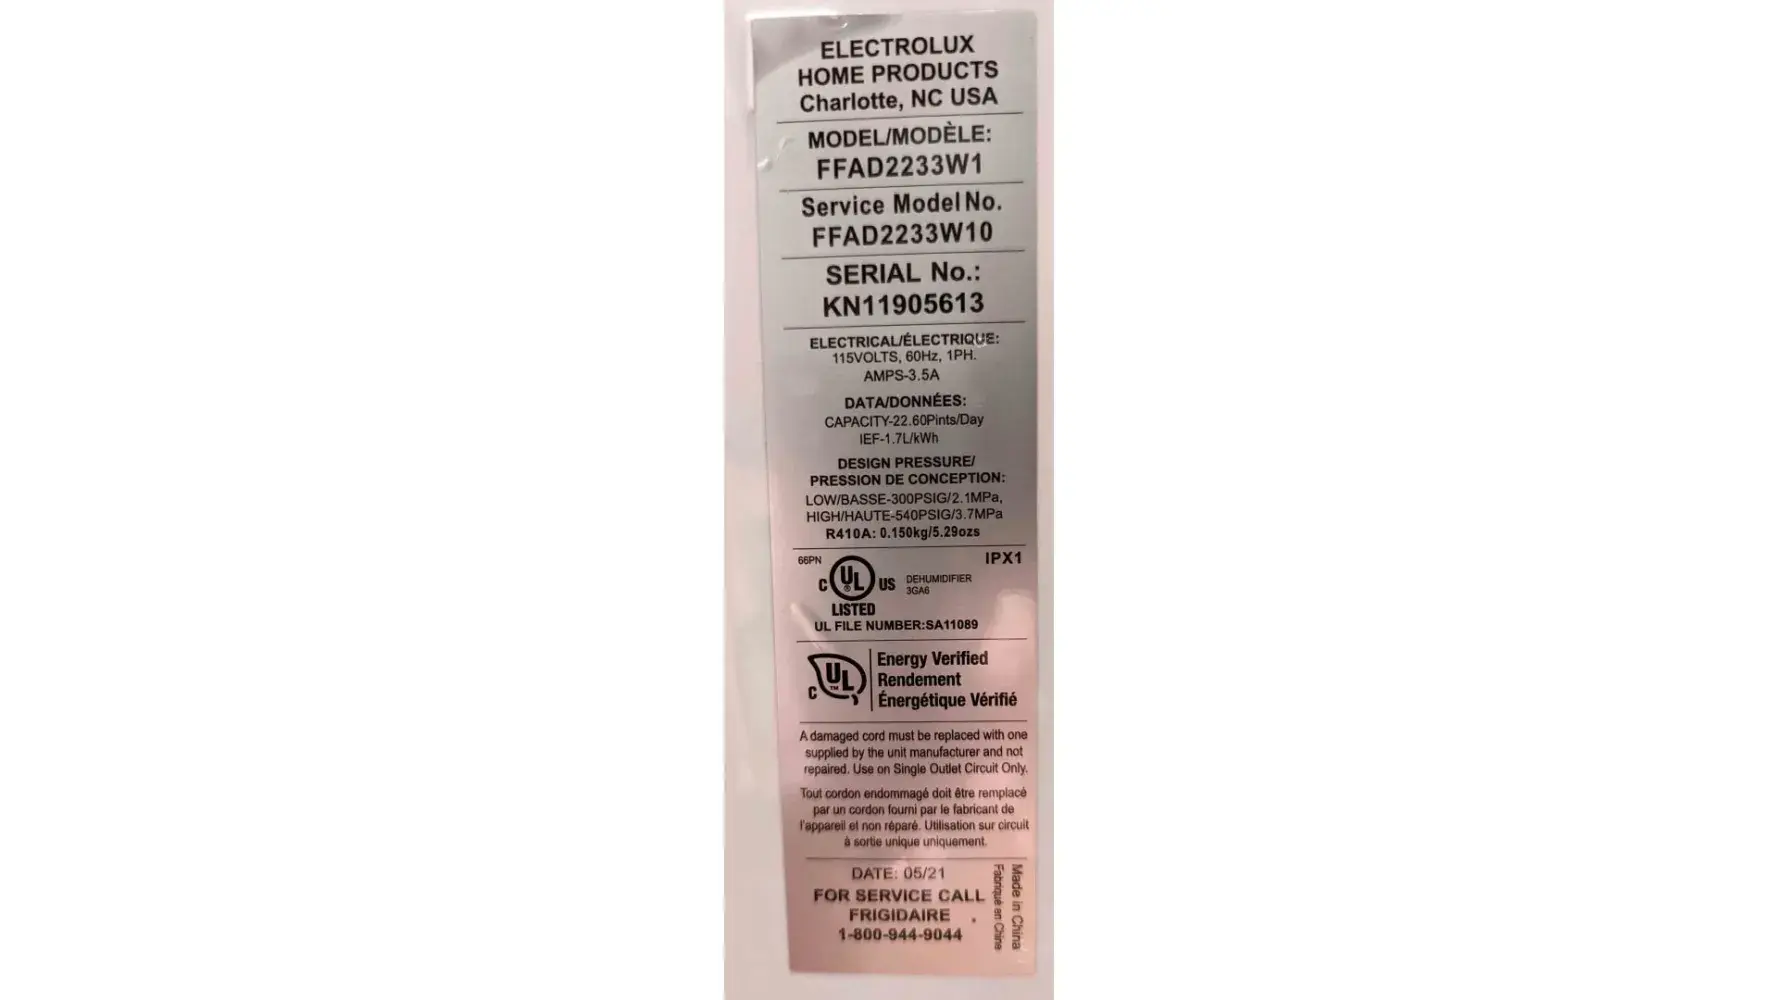 ELECTROLUX
HOME PRODUCTS
Charlotte, NC USA
MODEL/MODÈLE:
FFAD2233W1
Service Model No.
FFAD2233W10
SERIAL No.:
KN11905613
ELECTRICAL/ÉLECTRIQUE:
115VOLTS, 60Hz, 1PH.
AMPS-3.5A
DATA/DONNÉES:
CAPACITY-22.60Pints/Day
IEF-1.7L/kWh
DESIGN PRESSURE/
PRESSION DE CONCEPTION:
LOW/BASSE-300PSIG/2.1MPa,
HIGH/HAUTE-540PSIG/3.7MPa
R410A: 0.150kg/5.29ozs
66PN
IPX1
C UL® US
DEHUMIDIFIER
3GA6
LISTED
UL FILE NUMBER:SA11089
C UL™
Energy Verified
Rendement
Énergétique Vérifié
A damaged cord must be replaced with one
supplied by the unit manufacturer and not
repaired. Use on Single Outlet Circuit Only.
Tout cordon endommagé doit être remplacé
par un cordon fourni par le fabricant de
l'appareil et non réparé. Utilisation sur circuit
à sortie unique uniquement.
DATE: 05/21
FOR SERVICE CALL
FRIGIDAIRE
1-800-944-9044
Made in China
Fabriqué en Chine